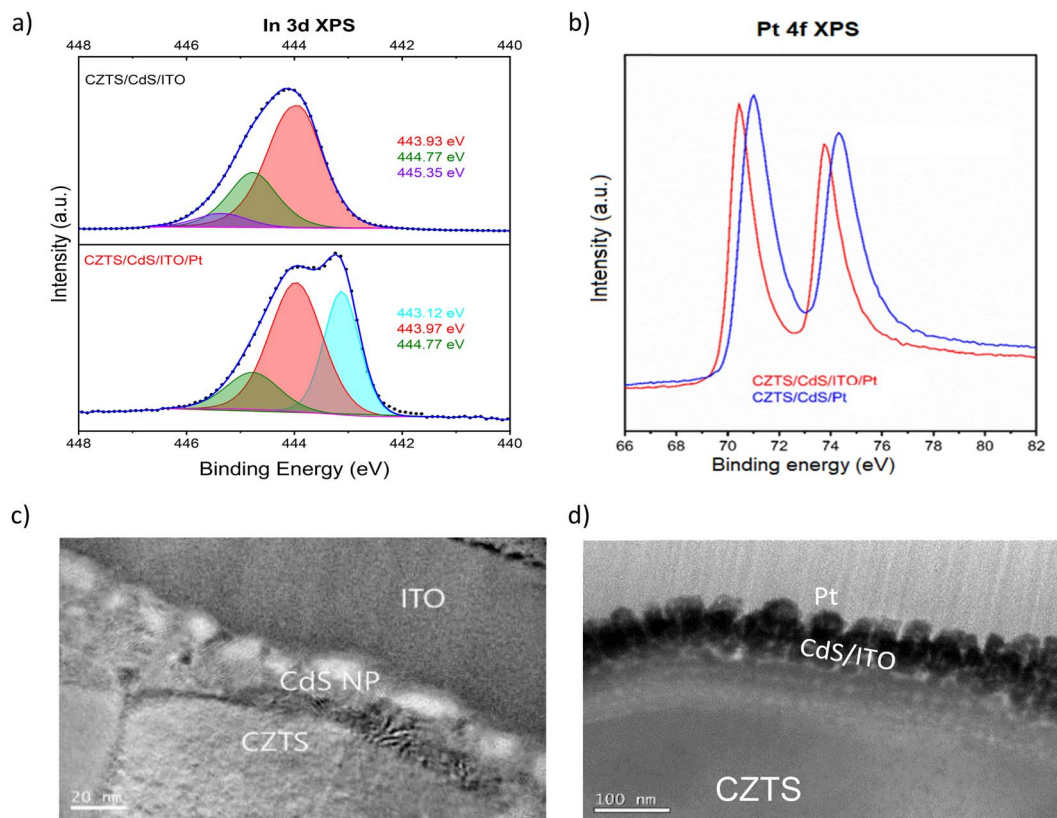 a)
In 3d XPS
448 446 444 442 440
CZTS/CdS/ITO
443.93 eV
444.77 eV
445.35 eV
CZTS/CdS/ITO/Pt
443.12 eV
443.97 eV
444.77 eV
Intensity (a.u.)
448 446 444 442 440
Binding Energy (eV)
b)
Pt 4f XPS
Intensity (a.u.)
CZTS/CdS/ITO/Pt
CZTS/CdS/Pt
66 68 70 72 74 76 78 80 82
Binding energy (eV)
c)
ITO
CdS NP
CZTS
20 nm
d)
Pt
CdS/ITO
CZTS
100 nm